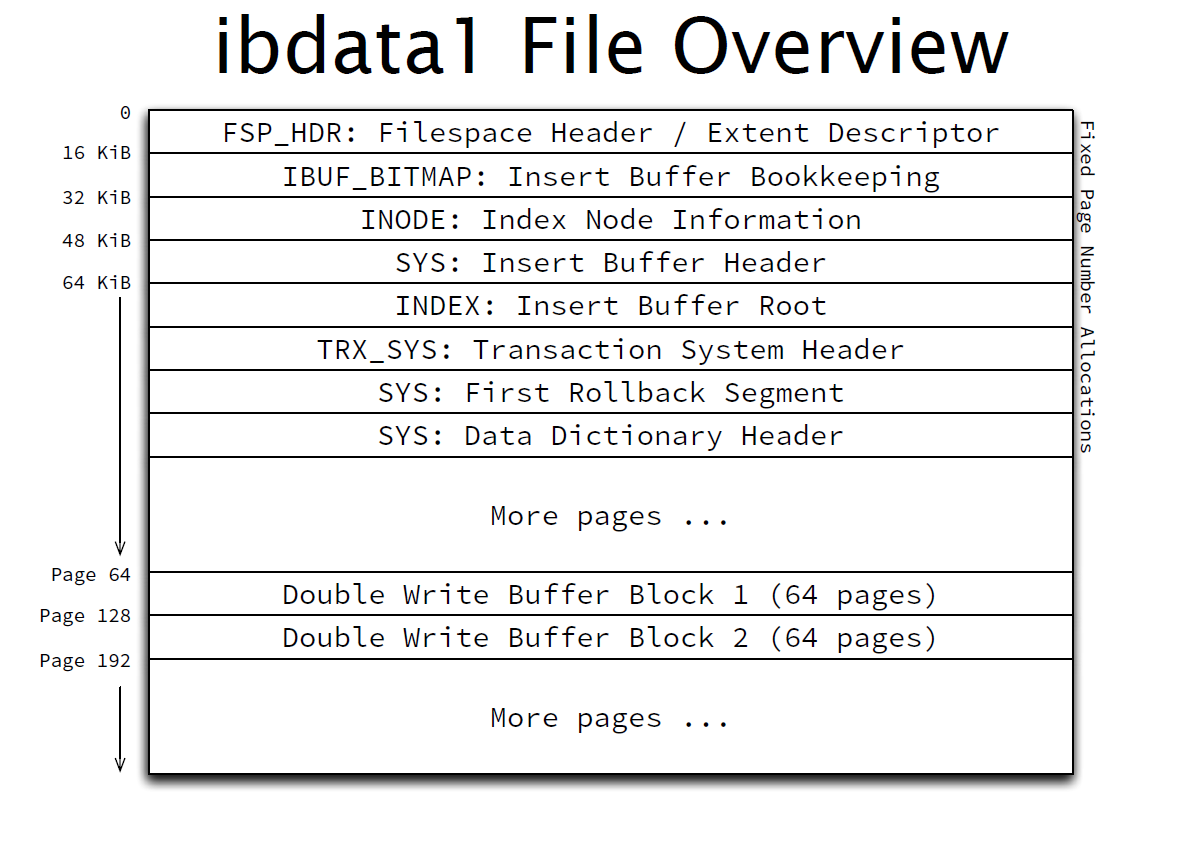 ibdata1 File Overview
0
FSP_HDR: Filespace Header / Extent Descriptor
16 KiB
IBUF_BITMAP: Insert Buffer Bookkeeping
32 KiB
INODE: Index Node Information
48 KiB
SYS: Insert Buffer Header
64 KiB
INDEX: Insert Buffer Root
TRX_SYS: Transaction System Header
SYS: First Rollback Segment
SYS: Data Dictionary Header
Fixed Page Number Allocations
More pages ...
Page 64
Double Write Buffer Block 1 (64 pages)
Page 128
Double Write Buffer Block 2 (64 pages)
Page 192
More pages ...